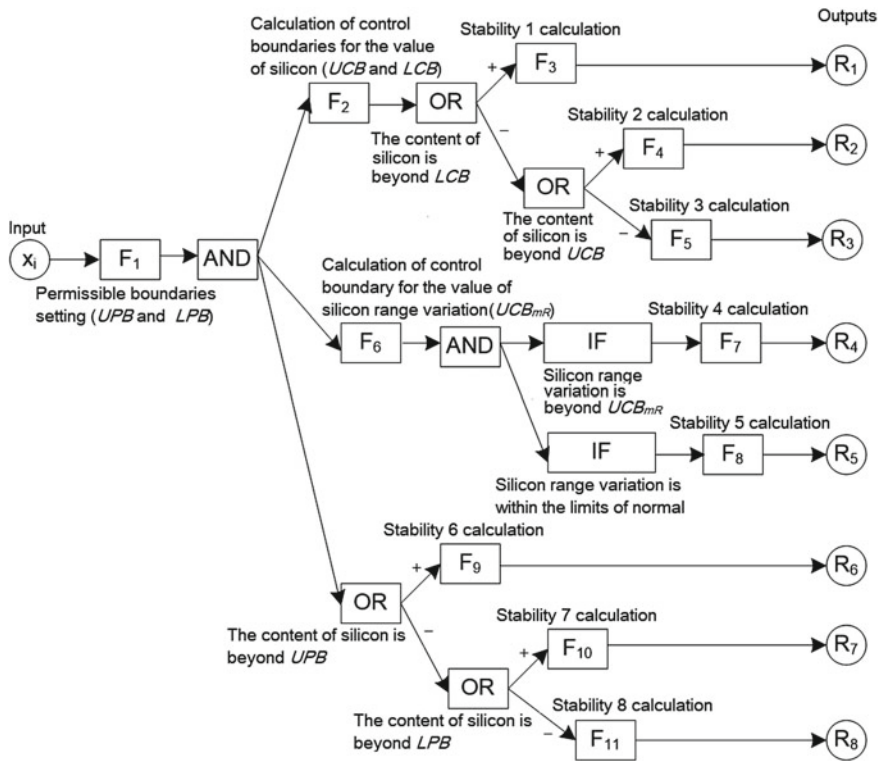 Outputs
Calculation of control
boundaries for the value
of silicon (UCB and LCB)
Stability 1 calculation
F2
OR
+
F3
R1
The content of
silicon is
beyond LCB
–
Stability 2 calculation
+
F4
R2
OR
The content
of silicon is
beyond UCB
Stability 3 calculation
–
F5
R3
Input
xi
F1
AND
Permissible boundaries
setting (UPB and LPB)
Calculation of control
boundary for the value of
silicon range variation(UCBmR)
F6
AND
IF
Stability 4 calculation
F7
R4
Silicon range
variation is
beyond UCBmR
IF
Stability 5 calculation
F8
R5
Silicon range variation is
within the limits of normal
Stability 6 calculation
+
F9
R6
OR
The content of silicon is
beyond UPB
–
Stability 7 calculation
+
F10
R7
OR
The content of silicon is
beyond LPB
Stability 8 calculation
–
F11
R8